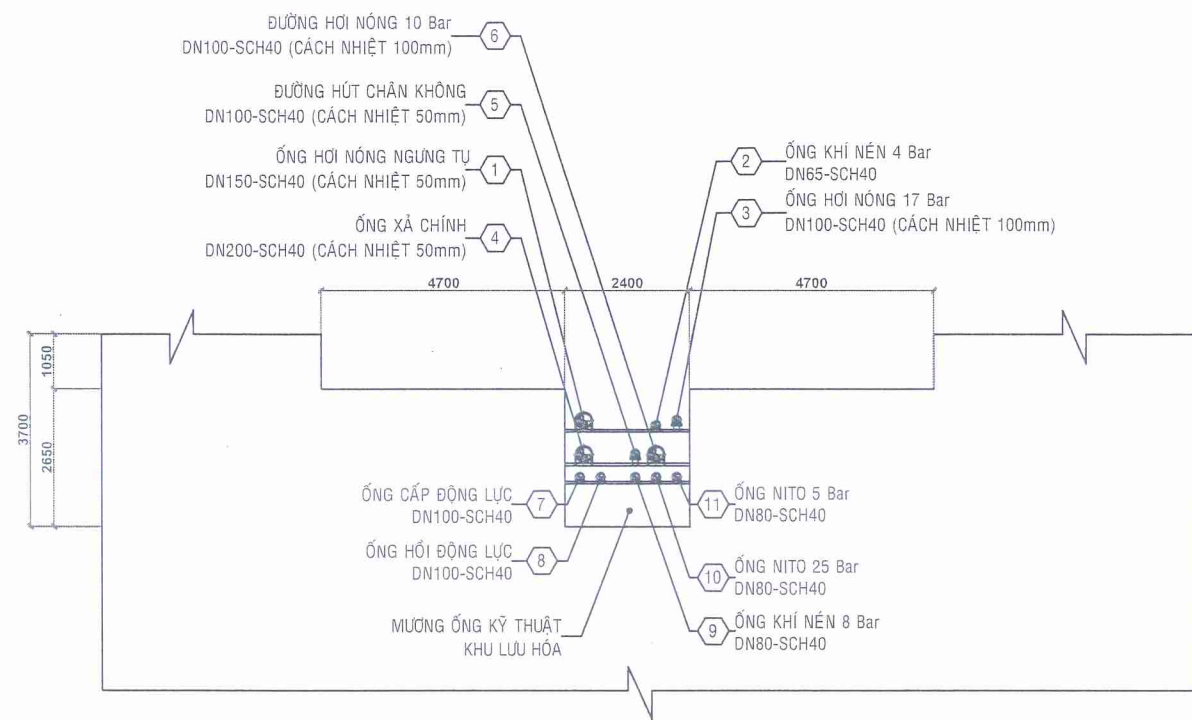 ĐƯỜNG HƠI NÓNG 10 Bar
DN100-SCH40 (CÁCH NHIỆT 100mm)
6
ĐƯỜNG HÚT CHÂN KHÔNG
DN100-SCH40 (CÁCH NHIỆT 50mm)
5
ỐNG HƠI NÓNG NGƯNG TỤ
DN150-SCH40 (CÁCH NHIỆT 50mm)
1
ỐNG XẢ CHÍNH
DN200-SCH40 (CÁCH NHIỆT 50mm)
4
2
ỐNG KHÍ NÉN 4 Bar
DN65-SCH40
3
ỐNG HƠI NÓNG 17 Bar
DN100-SCH40 (CÁCH NHIỆT 100mm)
4700
2400
4700
1050
3700
2650
ỐNG CẤP ĐỘNG LỰC
DN100-SCH40
7
ỐNG HỒI ĐỘNG LỰC
DN100-SCH40
8
MƯƠNG ỐNG KỸ THUẬT
KHU LƯU HÓA
11
ỐNG NITO 5 Bar
DN80-SCH40
10
ỐNG NITO 25 Bar
DN80-SCH40
9
ỐNG KHÍ NÉN 8 Bar
DN80-SCH40